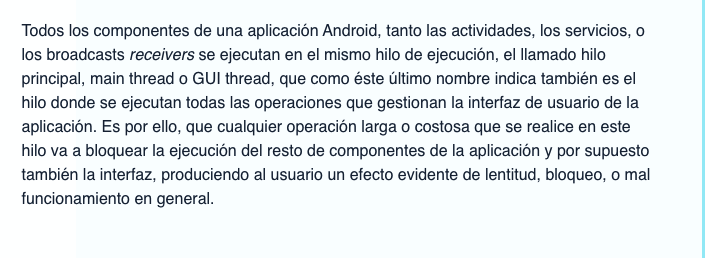 Todos los componentes de una aplicación Android, tanto las actividades, los servicios, o
los broadcasts receivers se ejecutan en el mismo hilo de ejecución, el llamado hilo
principal, main thread o GUI thread, que como éste último nombre indica también es el
hilo donde se ejecutan todas las operaciones que gestionan la interfaz de usuario de la
aplicación. Es por ello, que cualquier operación larga o costosa que se realice en este
hilo va a bloquear la ejecución del resto de componentes de la aplicación y por supuesto
también la interfaz, produciendo al usuario un efecto evidente de lentitud, bloqueo, o mal
funcionamiento en general.